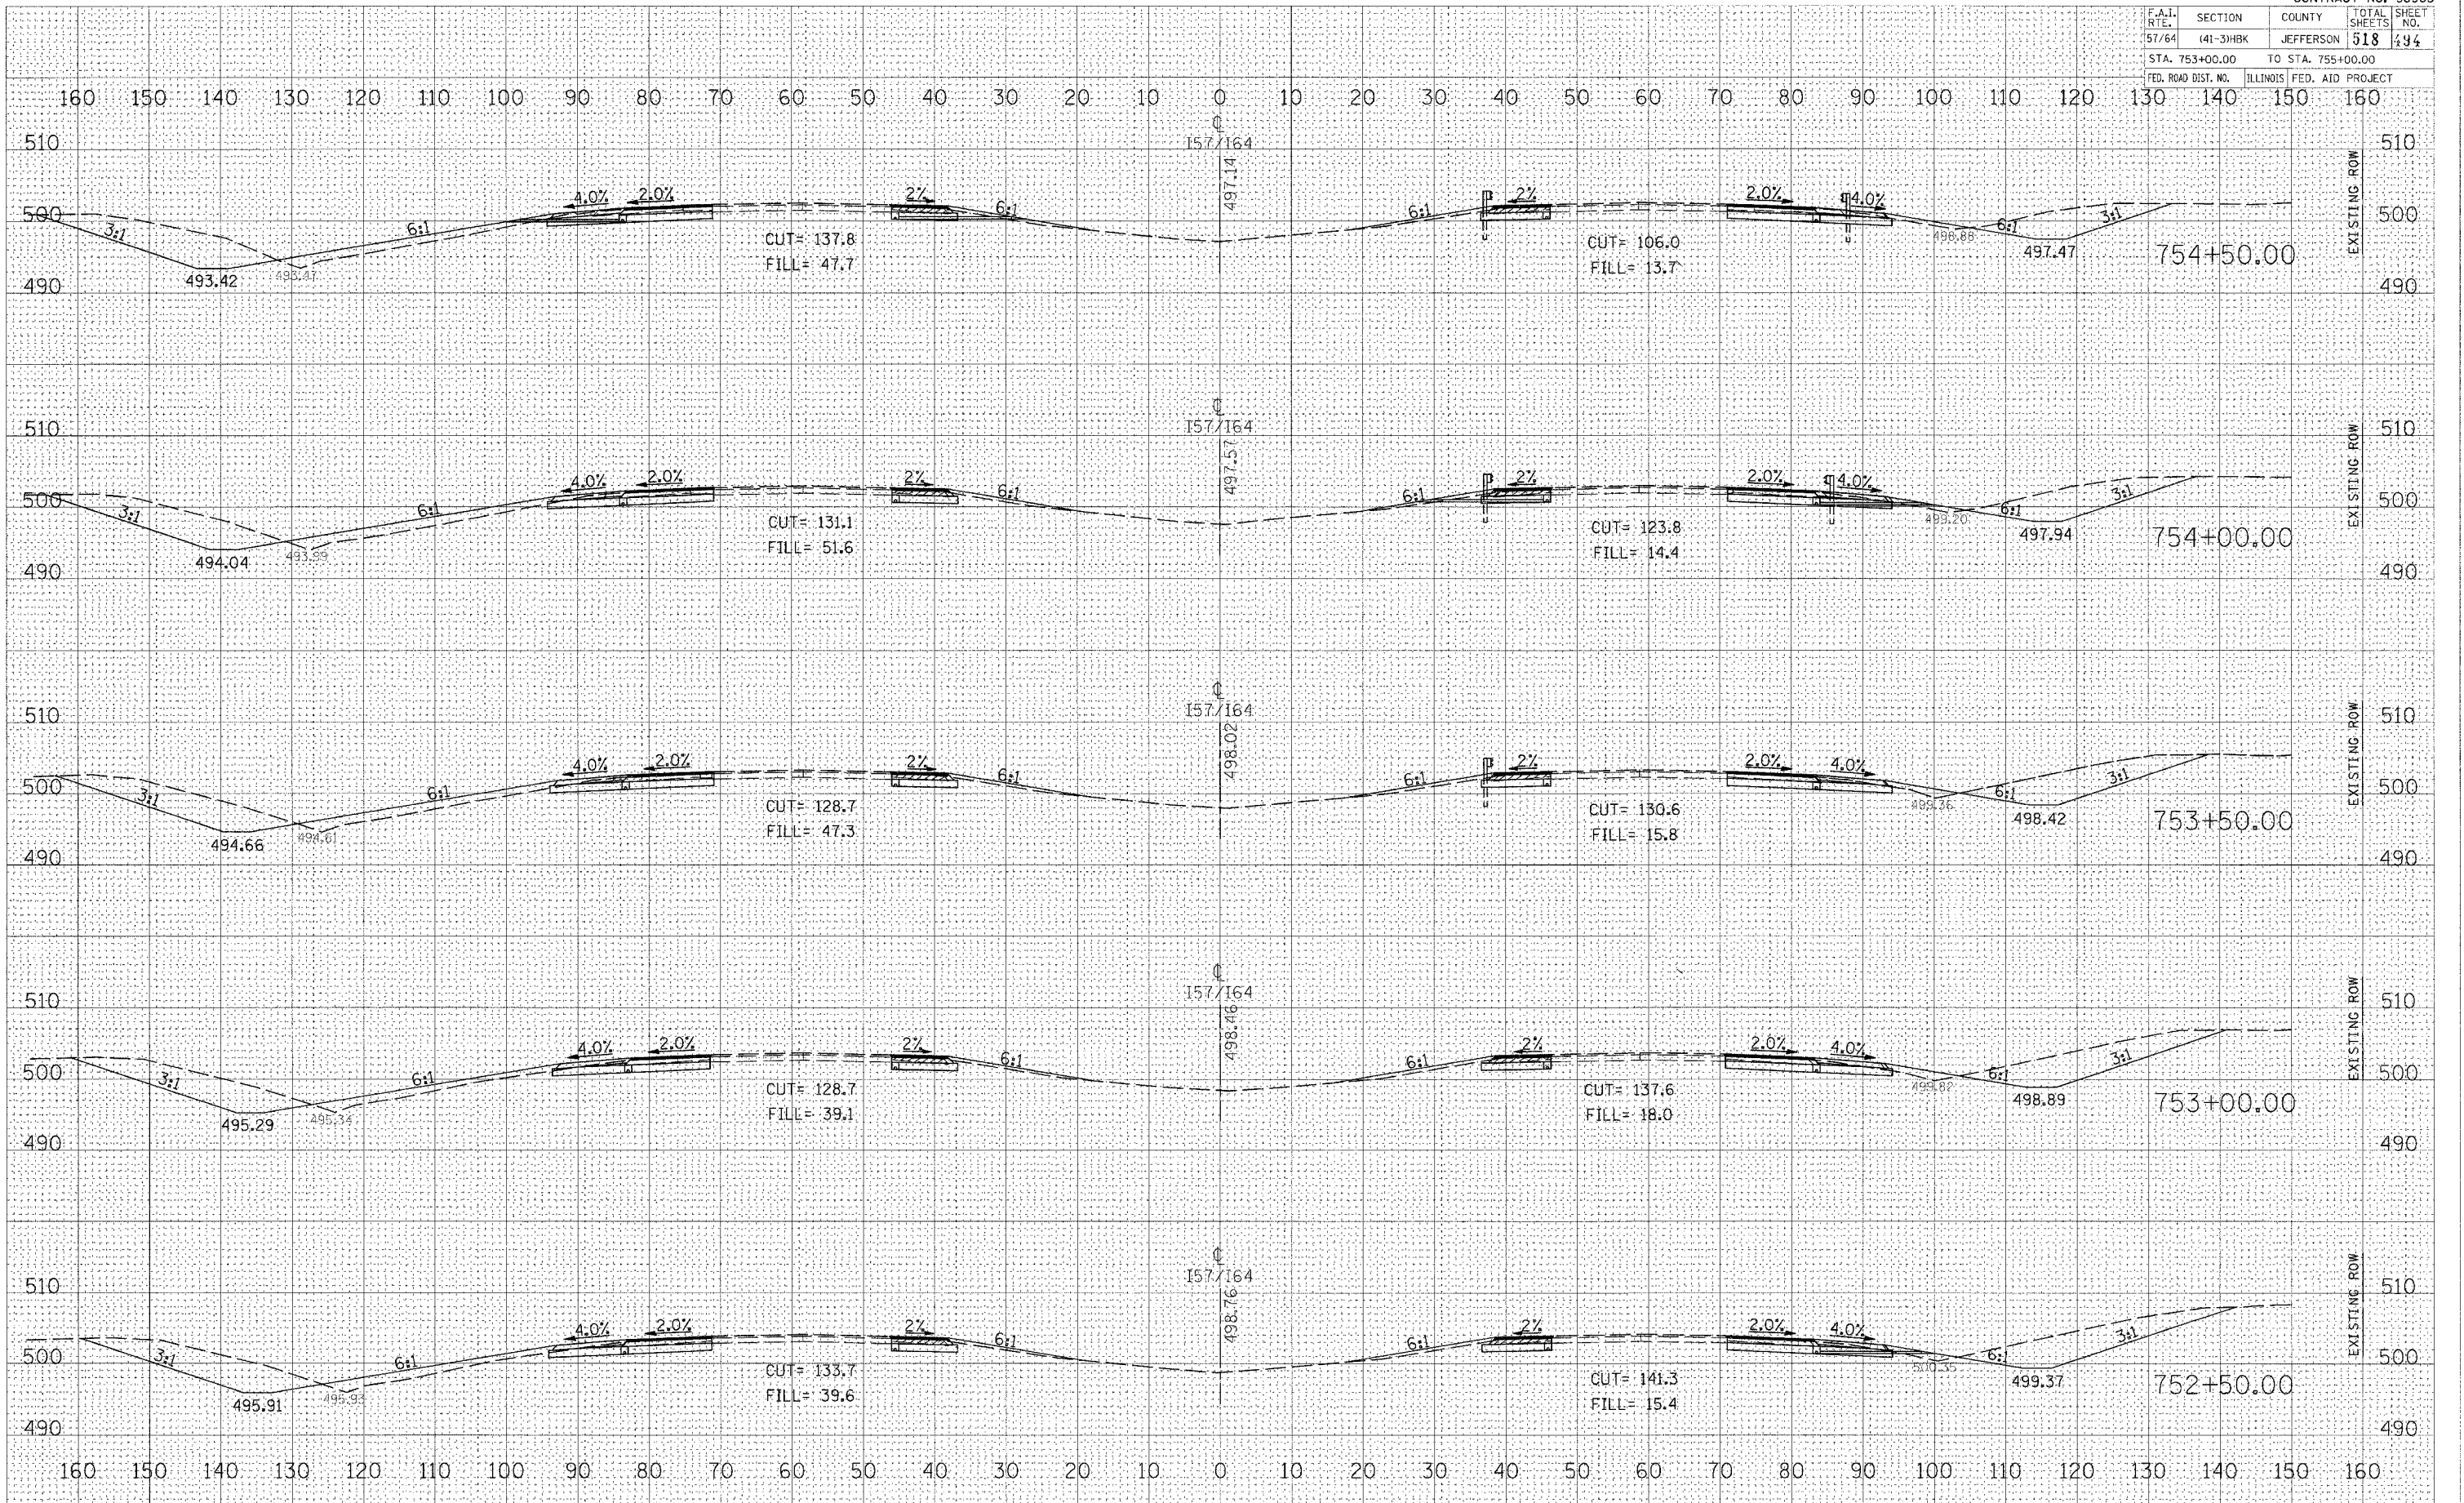 F.A.I. RTE. SECTION COUNTY TOTAL SHEETS SHEET NO.
57/64 (41-3)HBK JEFFERSON 518 494
STA. 753+00.00 TO STA. 755+00.00
FED. ROAD DIST. NO. ILLINOIS FED. AID PROJECT
160 150 140 130 120 110 100 90 80 70 60 50 40 30 20 10 0 10 20 30 40 50 60 70 80 90 100 110 120 130 140 150 160
℄
510 I57/I64 510
497.14
EXISTING ROW
4.0% 2.0% 2% 2% 2.0% 4.0%
500 3:1 6:1 6:1 6:1 6:1 3:1 500
CUT= 137.8 CUT= 106.0
FILL= 47.7 FILL= 13.7
493.42 493.47 498.88 497.47 754+50.00
490 490
℄
510 I57/I64 510
497.57
EXISTING ROW
4.0% 2.0% 2% 2% 2.0% 4.0%
500 3:1 6:1 6:1 6:1 6:1 3:1 500
CUT= 131.1 CUT= 123.8
FILL= 51.6 FILL= 14.4
494.04 493.99 499.20 497.94 754+00.00
490 490
℄
510 I57/I64 510
498.02
EXISTING ROW
4.0% 2.0% 2% 2% 2.0% 4.0%
500 3:1 6:1 6:1 6:1 6:1 3:1 500
CUT= 128.7 CUT= 130.6
FILL= 47.3 FILL= 15.8
494.66 494.61 499.36 498.42 753+50.00
490 490
℄
510 I57/I64 510
498.46
EXISTING ROW
4.0% 2.0% 2% 2% 2.0% 4.0%
500 3:1 6:1 6:1 6:1 6:1 3:1 500
CUT= 128.7 CUT= 137.6
FILL= 39.1 FILL= 18.0
495.29 495.34 499.82 498.89 753+00.00
490 490
℄
510 I57/I64 510
498.76
EXISTING ROW
4.0% 2.0% 2% 2% 2.0% 4.0%
500 3:1 6:1 6:1 6:1 6:1 3:1 500
CUT= 133.7 CUT= 141.3
FILL= 39.6 FILL= 15.4
495.91 495.93 500.35 499.37 752+50.00
490 490
160 150 140 130 120 110 100 90 80 70 60 50 40 30 20 10 0 10 20 30 40 50 60 70 80 90 100 110 120 130 140 150 160